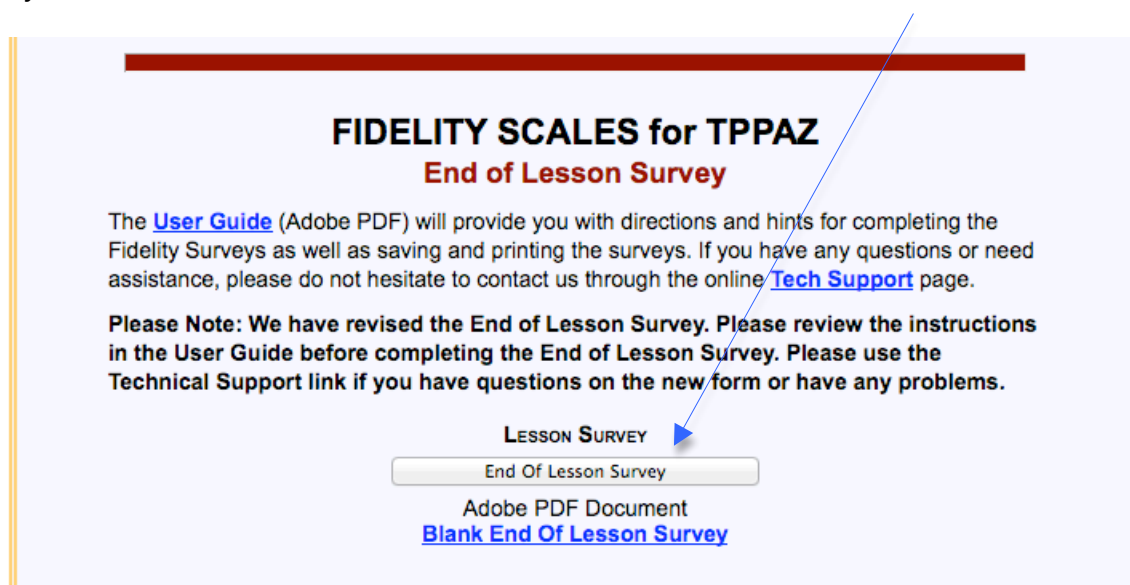 FIDELITY SCALES for TPPAZ
End of Lesson Survey
The User Guide (Adobe PDF) will provide you with directions and hints for completing the
Fidelity Surveys as well as saving and printing the surveys. If you have any questions or need
assistance, please do not hesitate to contact us through the online Tech Support page.
Please Note: We have revised the End of Lesson Survey. Please review the instructions
in the User Guide before completing the End of Lesson Survey. Please use the
Technical Support link if you have questions on the new form or have any problems.
LESSON SURVEY
End Of Lesson Survey
Adobe PDF Document
Blank End Of Lesson Survey